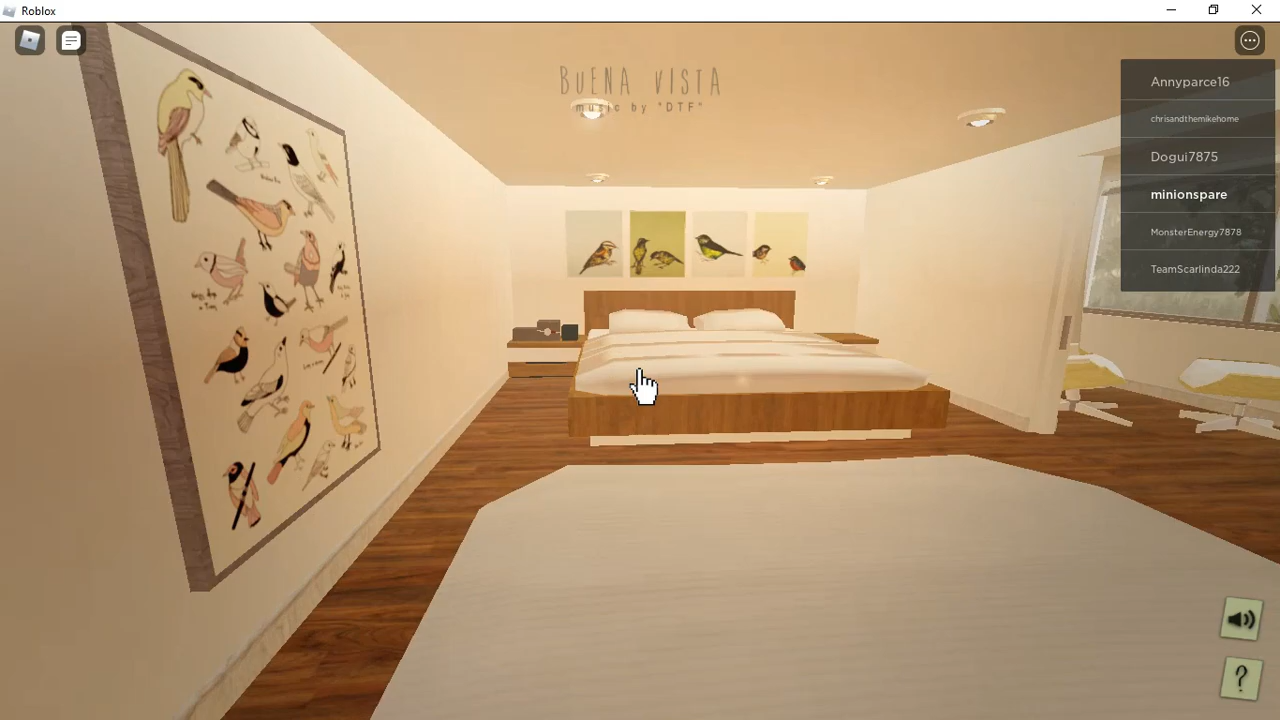 Roblox
BUENA VISTA
music by "DTF"
Annyparce16
chrisandthemikehome
Dogui7875
minionspare
MonsterEnergy7878
TeamScarlinda222
?